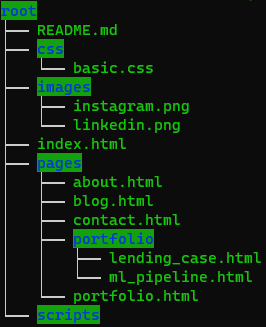 root
README.md
css
basic.css
images
instagram.png
linkedin.png
index.html
pages
about.html
blog.html
contact.html
portfolio
lending_case.html
ml_pipeline.html
portfolio.html
scripts